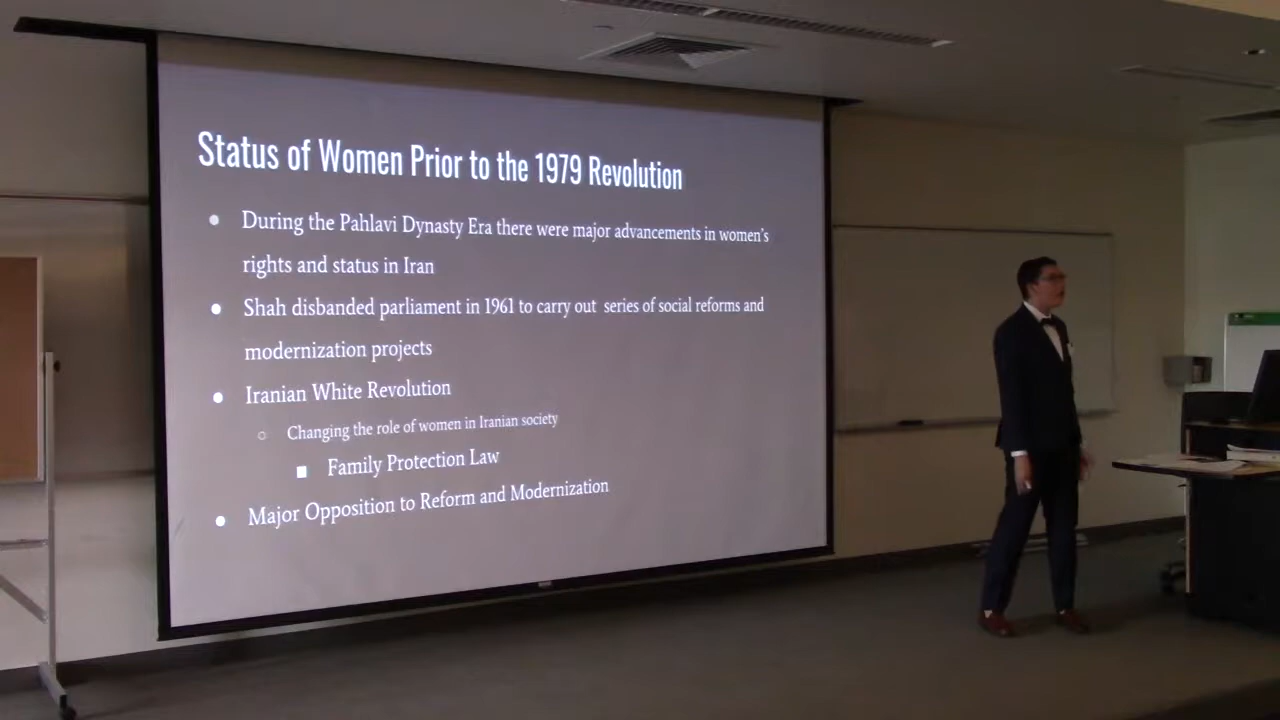 Status of Women Prior to the 1979 Revolution
During the Pahlavi Dynasty Era there were major advancements in women's
rights and status in Iran
Shah disbanded parliament in 1961 to carry out series of social reforms and
modernization projects
Iranian White Revolution
Changing the role of women in Iranian society
Family Protection Law
Major Opposition to Reform and Modernization